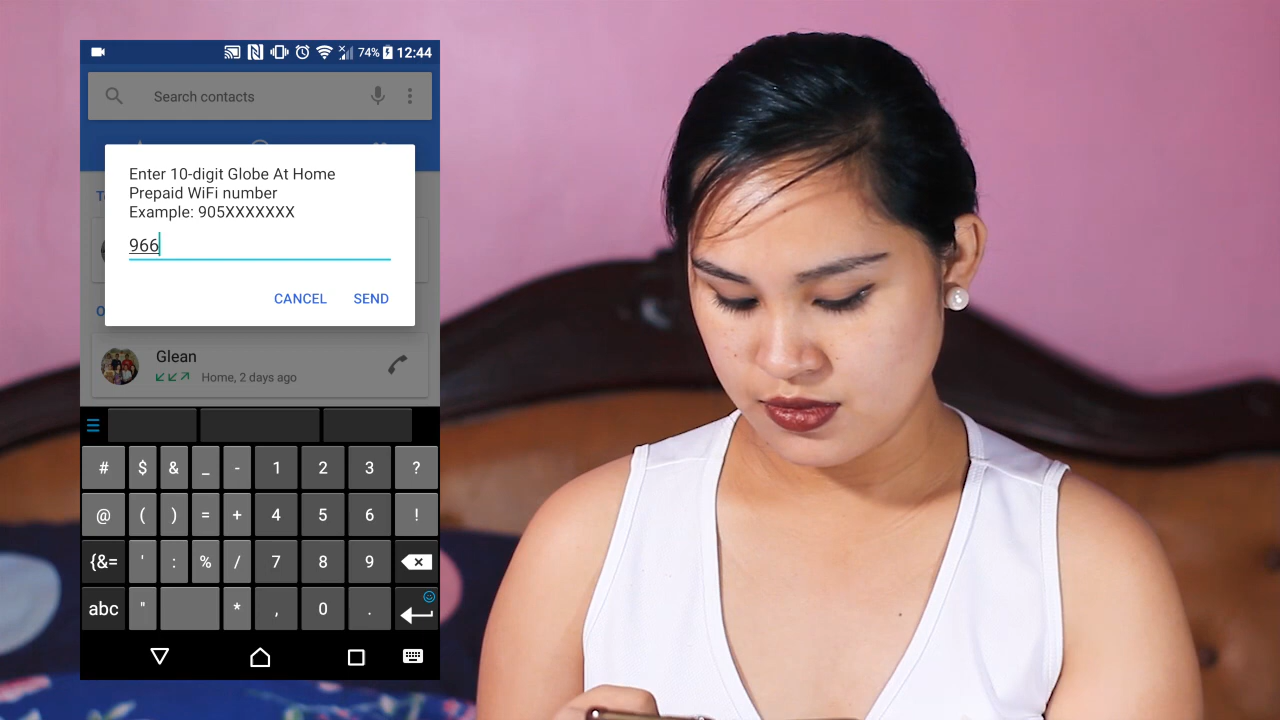 74% 12:44
Search contacts
Enter 10-digit Globe At Home
Prepaid WiFi number
Example: 905XXXXXXX
966
CANCEL SEND
Glean
Home, 2 days ago
# $ & _ - 1 2 3 ?
@ ( ) = + 4 5 6 !
{&= ' : % / 7 8 9
abc " * , 0 .